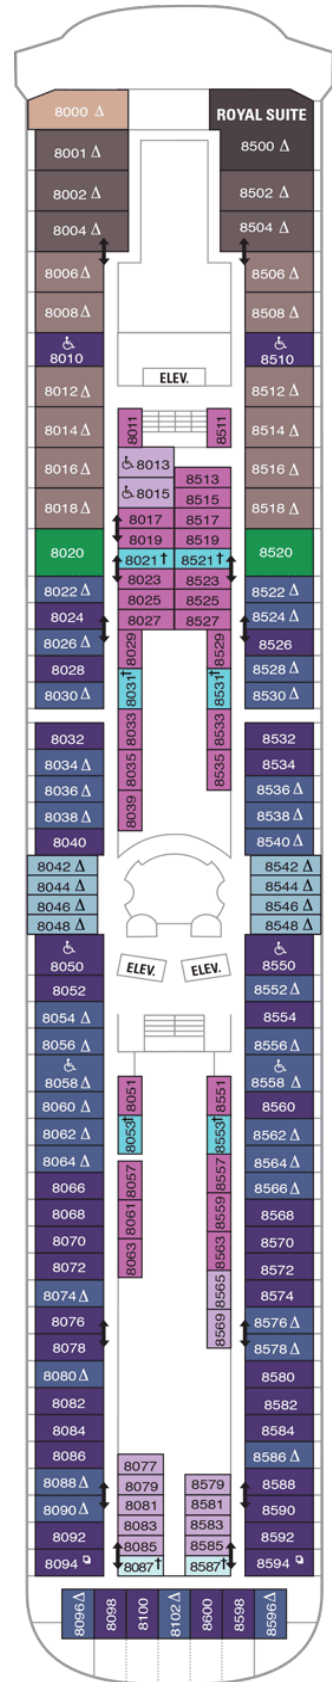 8000 Δ
ROYAL SUITE
8500 Δ
8001 Δ
8002 Δ
8502 Δ
8004 Δ
8504 Δ
8006 Δ
8506 Δ
8008 Δ
8508 Δ
8010
8510
ELEV.
8012 Δ
8512 Δ
8011
8511
8014 Δ
8514 Δ
8013
8016 Δ
8513
8516 Δ
8015
8515
8018 Δ
8017
8517
8518 Δ
8019
8519
8020
8021 †
8521 †
8520
8023
8523
8022 Δ
8025
8525
8522 Δ
8024
8027
8527
8524 Δ
8026 Δ
8029
8529
8526
8028
8528 Δ
8030 Δ
8031†
8531†
8530 Δ
8032
8033
8533
8532
8034 Δ
8035
8535
8534
8036 Δ
8536 Δ
8038 Δ
8039
8538 Δ
8040
8540 Δ
8042 Δ
8542 Δ
8044 Δ
8544 Δ
8046 Δ
8546 Δ
8048 Δ
8548 Δ
8050
ELEV.
ELEV.
8550
8052
8552 Δ
8054 Δ
8554
8056 Δ
8556 Δ
8058 Δ
8558 Δ
8060 Δ
8051
8551
8560
8062 Δ
8053†
8553†
8562 Δ
8064 Δ
8564 Δ
8066
8057
8557
8566 Δ
8068
8061
8559
8568
8070
8063
8563
8570
8072
8572
8074 Δ
8565
8574
8076
8569
8576 Δ
8078
8578 Δ
8080 Δ
8580
8082
8582
8084
8584
8086
8077
8586 Δ
8088 Δ
8079
8579
8588
8090 Δ
8081
8581
8590
8092
8083
8583
8592
8085
8585
8094
8087†
8587†
8594
8096 Δ
8098
8100
8102 Δ
8600
8598
8596 Δ